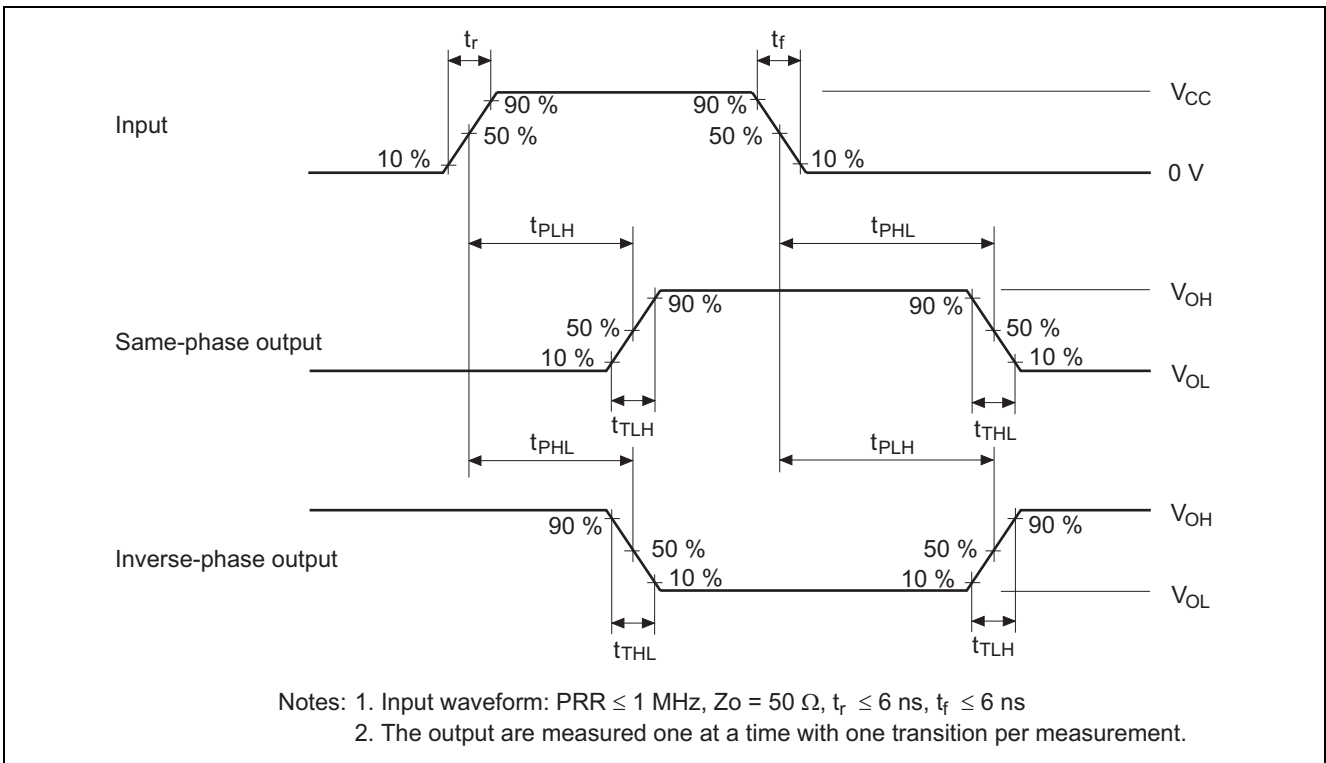 tr tf
90 % 90 % VCC
Input 50 % 50 %
10 % 10 % 0 V
tPLH tPHL
90 % 90 % VOH
50 % 50 %
Same-phase output 10 % 10 %
VOL
tTLH tTHL
tPHL tPLH
90 % 90 % VOH
50 % 50 %
Inverse-phase output
10 % 10 %
VOL
tTHL tTLH
Notes: 1. Input waveform: PRR ≤ 1 MHz, Zo = 50 Ω, tr ≤ 6 ns, tf ≤ 6 ns
2. The output are measured one at a time with one transition per measurement.